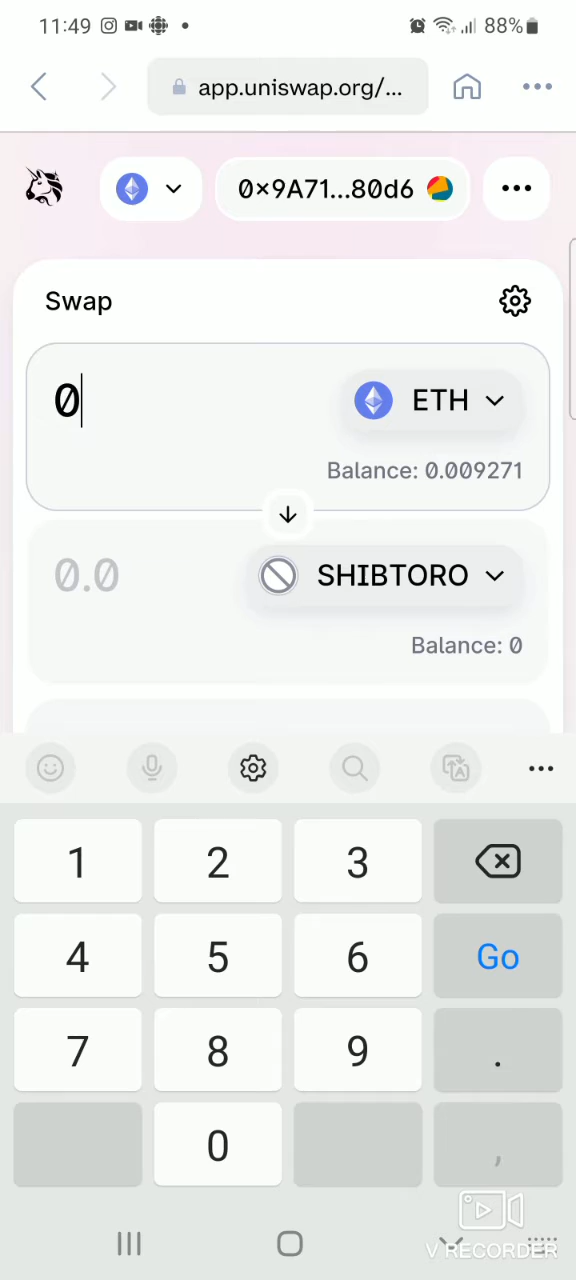 11:49 88%
app.uniswap.org/...
0×9A71...80d6
Swap
0 ETH
Balance: 0.009271
0.0 SHIBTORO
Balance: 0
1 2 3
4 5 6 Go
7 8 9 .
0 ,
V RECORDER